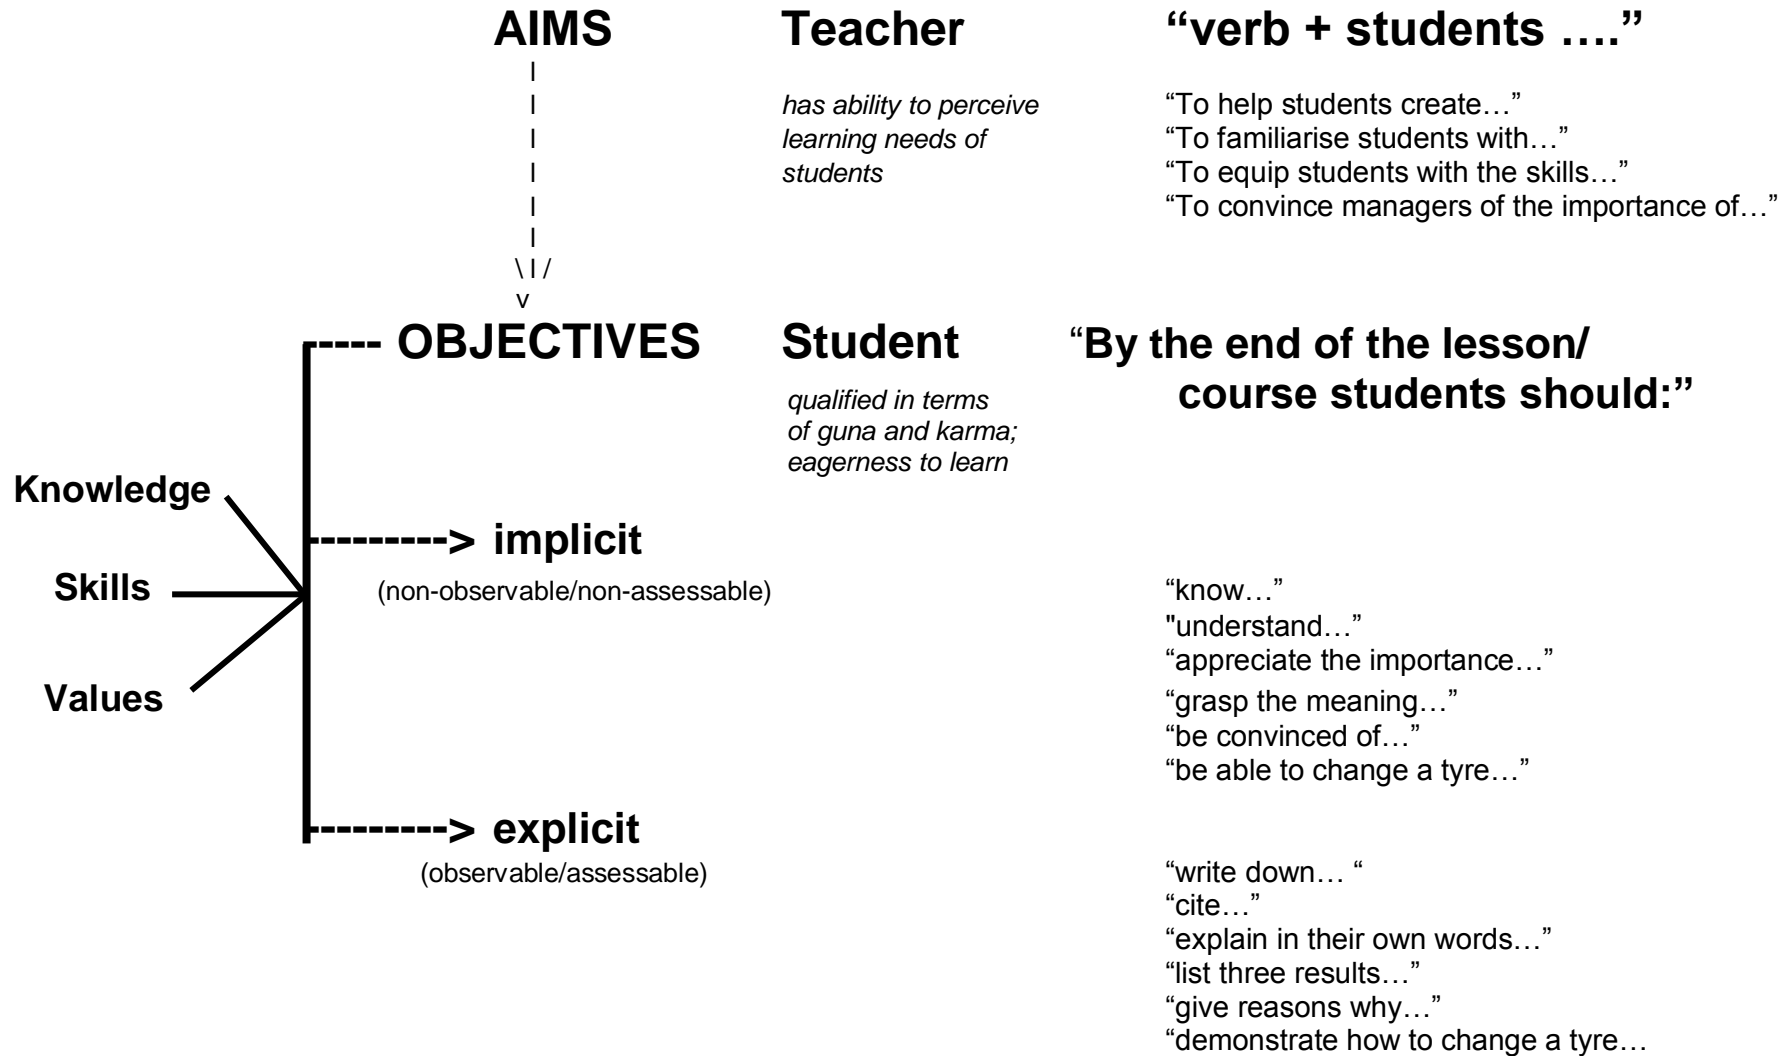 AIMS Teacher “verb + students ….”
has ability to perceive
learning needs of
students
“To help students create…”
“To familiarise students with…”
“To equip students with the skills…”
“To convince managers of the importance of…”
OBJECTIVES Student “By the end of the lesson/
course students should:”
qualified in terms
of guna and karma;
eagerness to learn
Knowledge
Skills
Values
implicit
(non-observable/non-assessable)
“know…”
"understand…”
“appreciate the importance…”
“grasp the meaning…”
“be convinced of…”
“be able to change a tyre…”
explicit
(observable/assessable)
“write down… “
“cite…”
“explain in their own words…”
“list three results…”
“give reasons why…”
“demonstrate how to change a tyre…